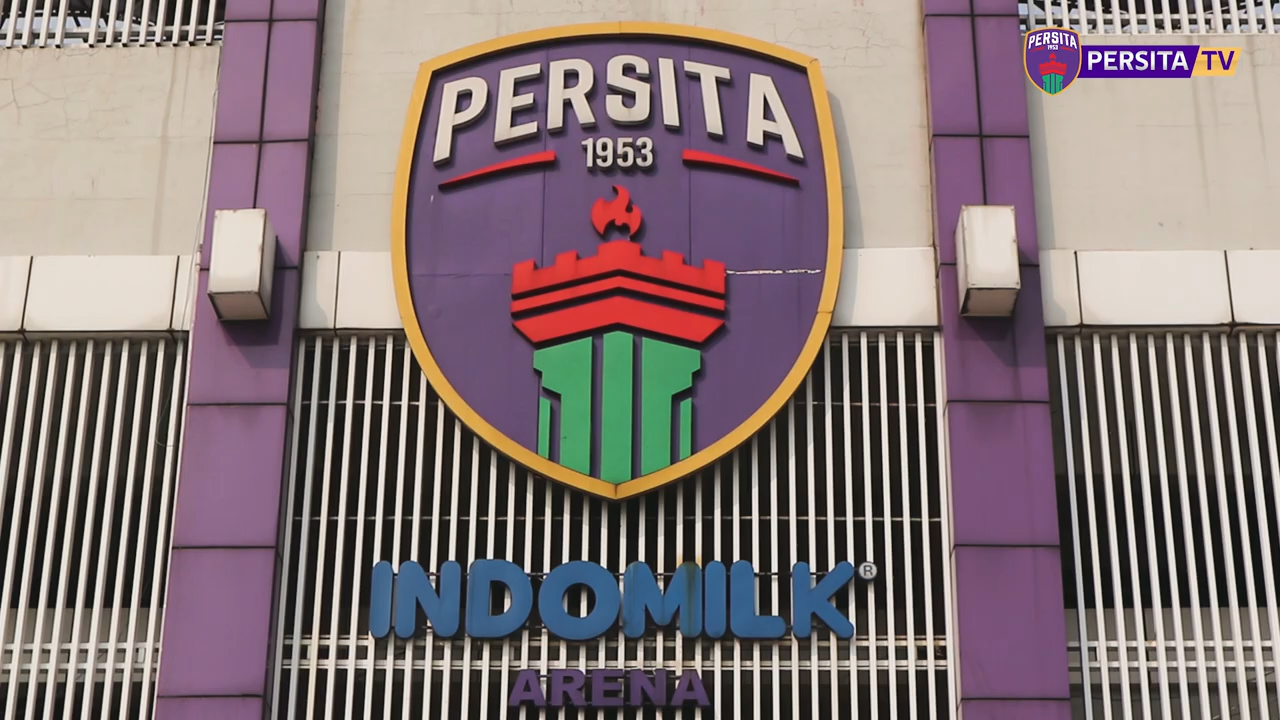 PERSITA
1953
PERSITA
1953
PERSITA TV
INDOMILK®
ARENA